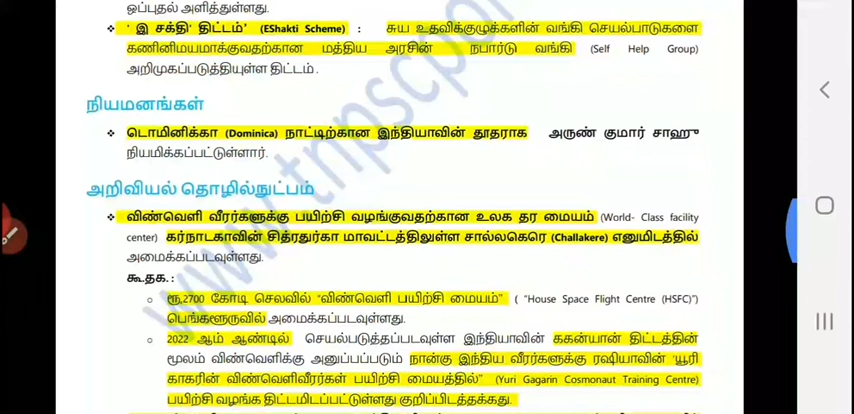 ஒப்புதல் அளித்துள்ளது.
❖ ' இ சக்தி' திட்டம்' (EShakti Scheme) : சுய உதவிக்குழுக்களின் வங்கி செயல்பாடுகளை
கணினிமயமாக்குவதற்கான மத்திய அரசின் நபார்டு வங்கி (Self Help Group)
அறிமுகப்படுத்தியுள்ள திட்டம்.
நியமனங்கள்
❖ டொமினிக்கா (Dominica) நாட்டிற்கான இந்தியாவின் தூதராக அருண் குமார் சாஹு
நியமிக்கப்பட்டுள்ளார்.
அறிவியல் தொழில்நுட்பம்
❖ விண்வெளி வீரர்களுக்கு பயிற்சி வழங்குவதற்கான உலக தர மையம் (World- Class facility
center) கர்நாடகாவின் சித்ரதுர்கா மாவட்டத்திலுள்ள சால்லகெரெ (Challakere) எனுமிடத்தில்
அமைக்கப்படவுள்ளது.
கூ.தக. :
○ ரூ.2700 கோடி செலவில் "விண்வெளி பயிற்சி மையம்" ( "House Space Flight Centre (HSFC)")
பெங்களூருவில் அமைக்கப்படவுள்ளது.
○ 2022 ஆம் ஆண்டில் செயல்படுத்தப்படவுள்ள இந்தியாவின் ககன்யான் திட்டத்தின்
மூலம் விண்வெளிக்கு அனுப்பப்படும் நான்கு இந்திய வீரர்களுக்கு ரஷியாவின் 'யூரி
காகரின் விண்வெளிவீரர்கள் பயிற்சி மையத்தில்" (Yuri Gagarin Cosmonaut Training Centre)
பயிற்சி வழங்க திட்டமிடப்பட்டுள்ளது குறிப்பிடத்தக்கது.
www.tnpscpor